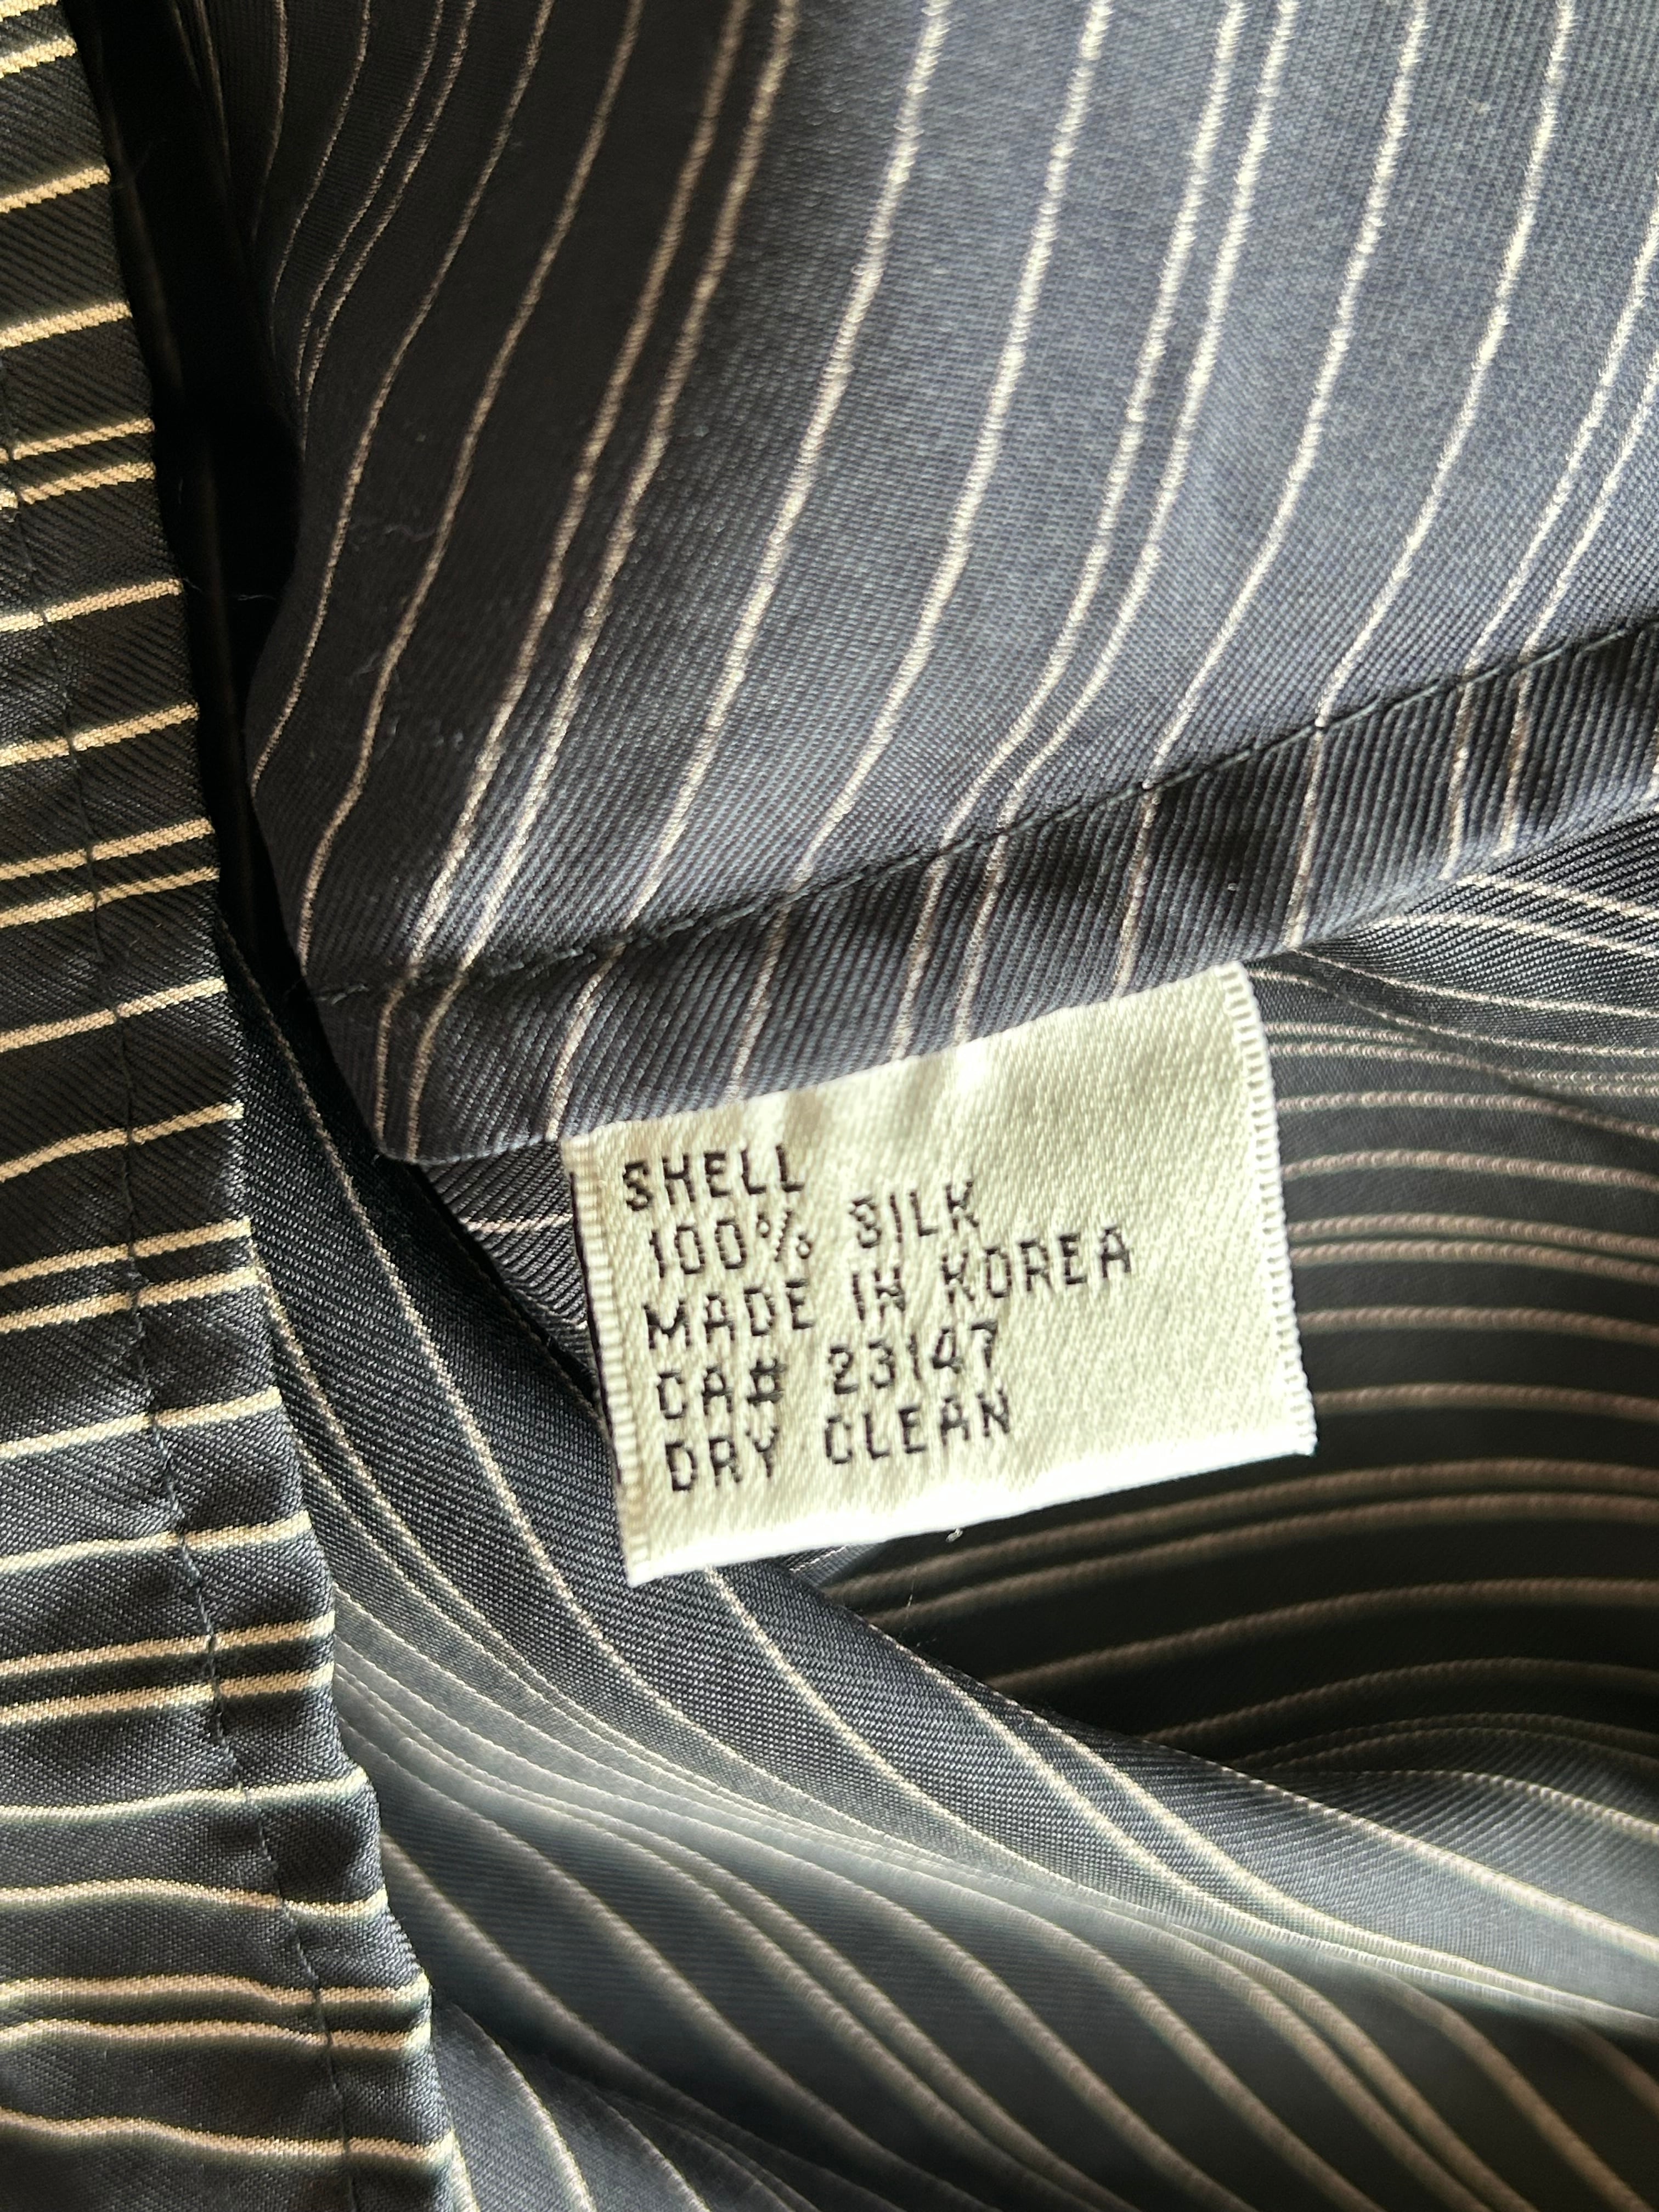 SHELL
100% SILK
MADE IN KOREA
CA# 23147
DRY CLEAN